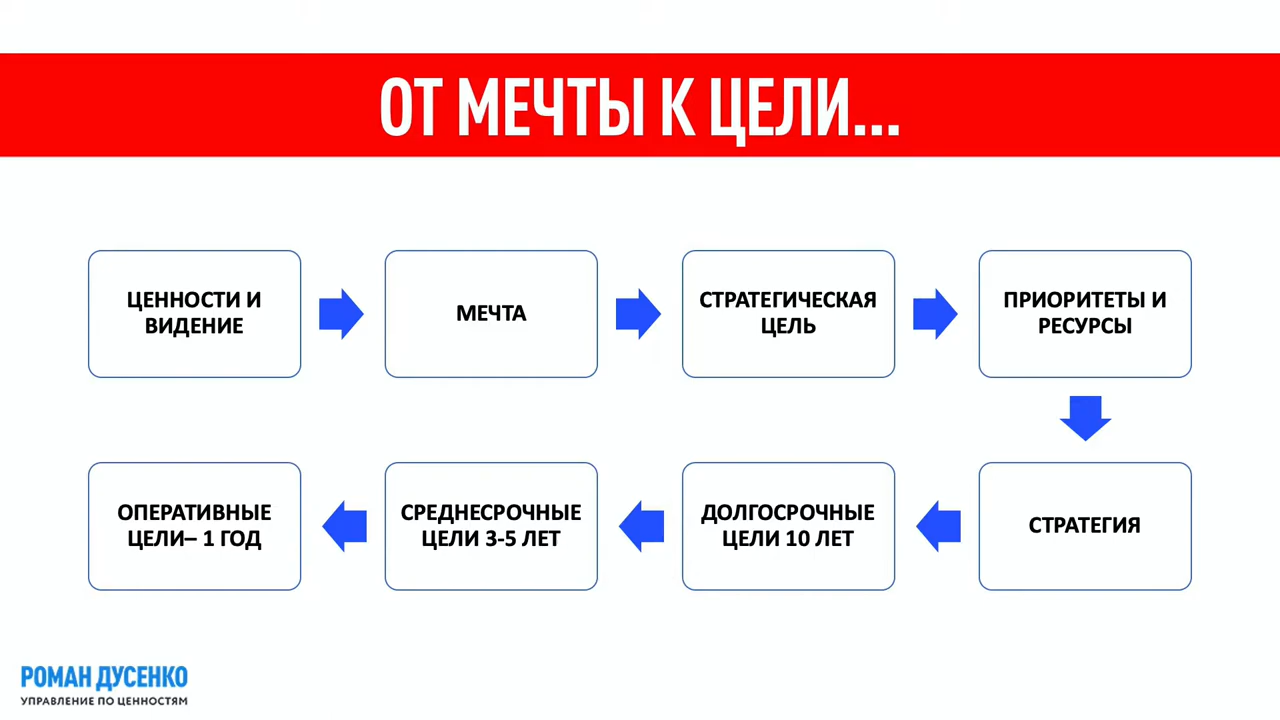 ОТ МЕЧТЫ К ЦЕЛИ...
ЦЕННОСТИ И
ВИДЕНИЕ
МЕЧТА
СТРАТЕГИЧЕСКАЯ
ЦЕЛЬ
ПРИОРИТЕТЫ И
РЕСУРСЫ
СТРАТЕГИЯ
ДОЛГОСРОЧНЫЕ
ЦЕЛИ 10 ЛЕТ
СРЕДНЕСРОЧНЫЕ
ЦЕЛИ 3-5 ЛЕТ
ОПЕРАТИВНЫЕ
ЦЕЛИ– 1 ГОД
РОМАН ДУСЕНКО
УПРАВЛЕНИЕ ПО ЦЕННОСТЯМ